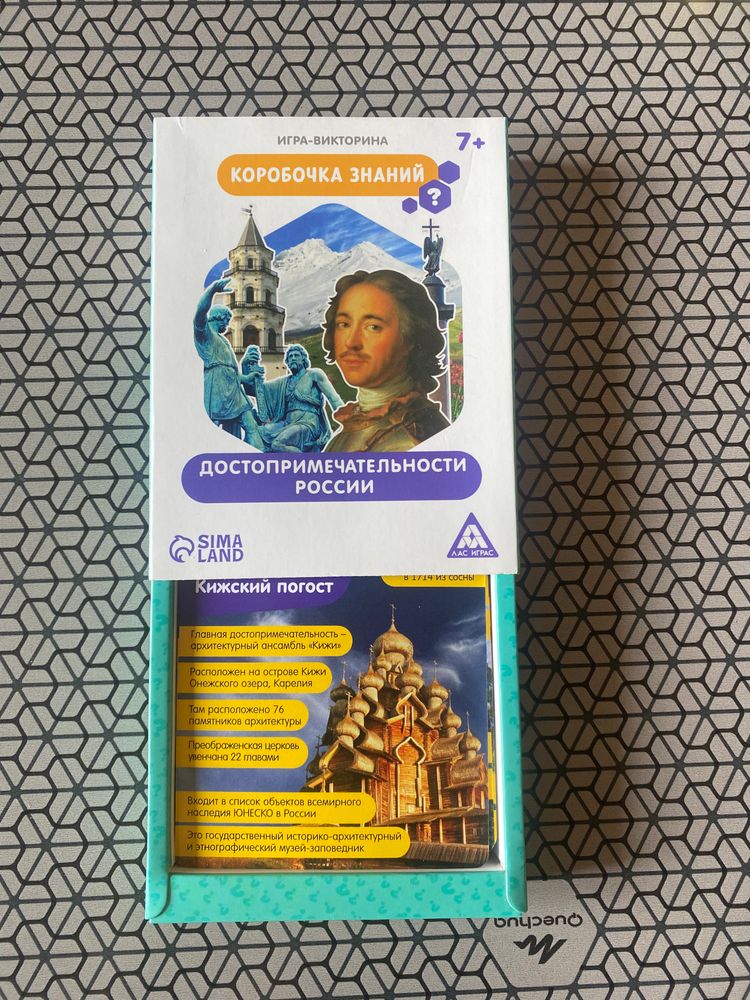 ИГРА-ВИКТОРИНА
7+
КОРОБОЧКА ЗНАНИЙ
?
ДОСТОПРИМЕЧАТЕЛЬНОСТИ
РОССИИ
SIMA
LAND
ЛАС ИГРАС
в 1714 из сосны
Кижский погост
Главная достопримечательность –
архитектурный ансамбль «Кижи»
Расположен на острове Кижи
Онежского озера, Карелия
Там расположено 76
памятников архитектуры
Преображенская церковь
увенчана 22 главами
Входит в список объектов всемирного
наследия ЮНЕСКО в России
Это государственный историко-архитектурный
и этнографический музей-заповедник
Quechua